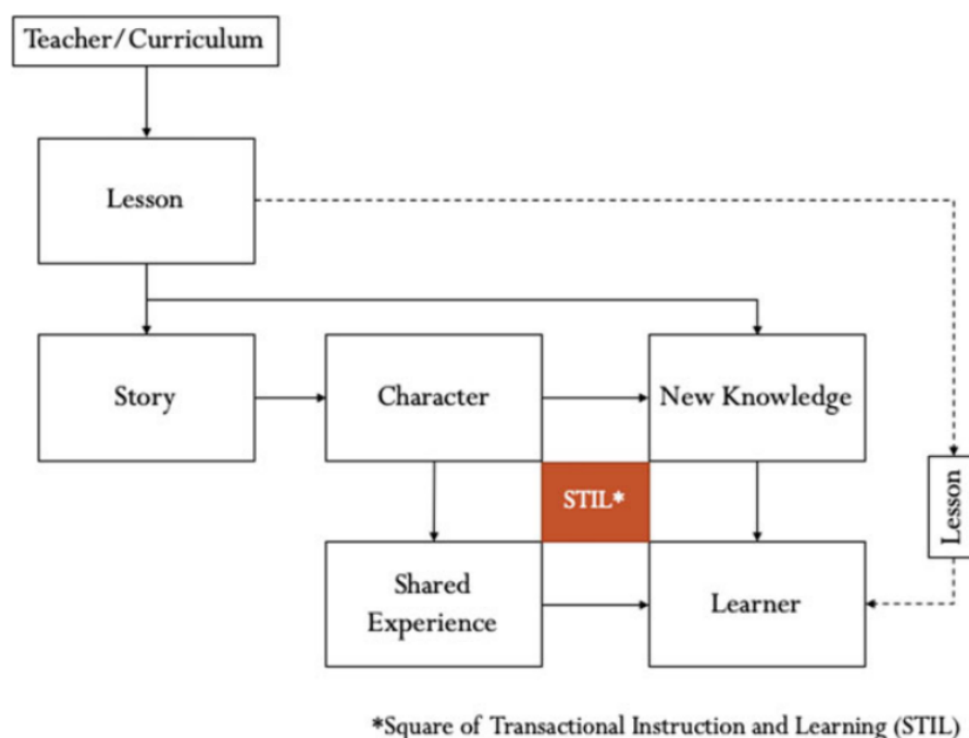 Teacher/Curriculum
Lesson
Story
Character
New Knowledge
STIL*
Lesson
Shared
Experience
Learner
*Square of Transactional Instruction and Learning (STIL)